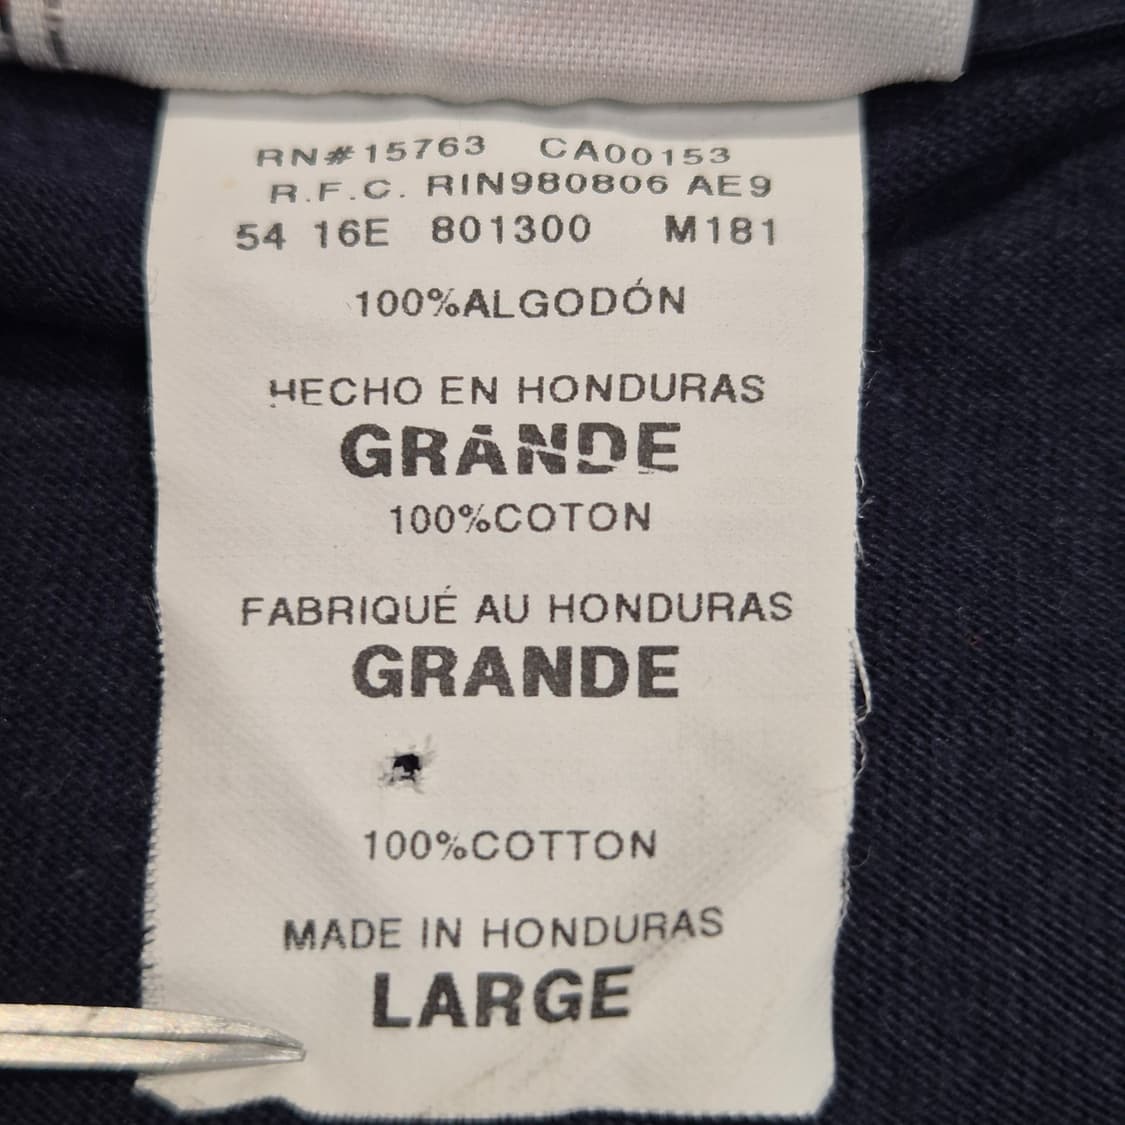 RN#15763 CA00153
R.F.C. RIN980806 AE9
54 16E 801300 M181
100%ALGODÓN
HECHO EN HONDURAS
GRANDE
100%COTON
FABRIQUÉ AU HONDURAS
GRANDE
100%COTTON
MADE IN HONDURAS
LARGE